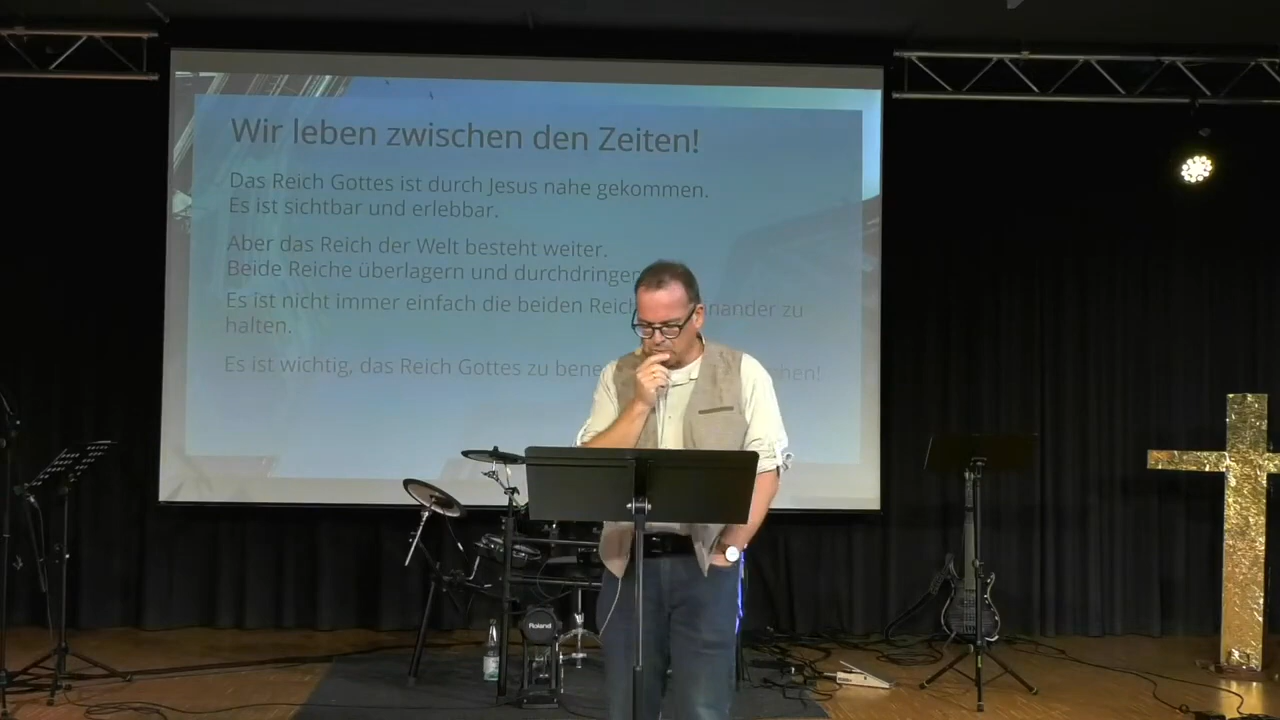 Wir leben zwischen den Zeiten!
Das Reich Gottes ist durch Jesus nahe gekommen.
Es ist sichtbar und erlebbar.
Aber das Reich der Welt besteht weiter.
Beide Reiche überlagern und durchdringen
Es ist nicht immer einfach die beiden Reich nander zu
halten.
Es ist wichtig, das Reich Gottes zu bene hen!
Roland